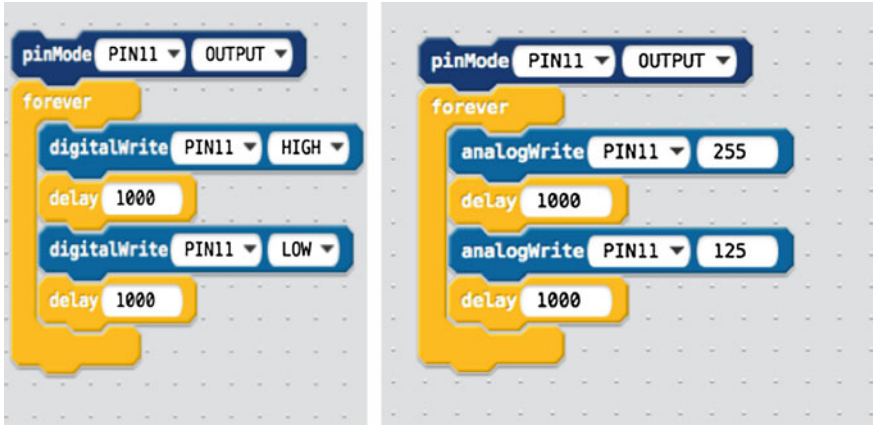 pinMode PIN11 OUTPUT
forever
digitalWrite PIN11 HIGH
delay 1000
digitalWrite PIN11 LOW
delay 1000
pinMode PIN11 OUTPUT
forever
analogWrite PIN11 255
delay 1000
analogWrite PIN11 125
delay 1000